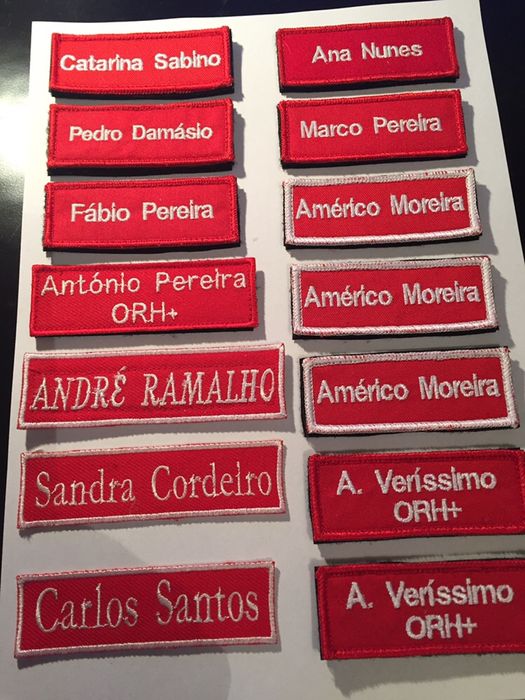 Catarina Sabino
Pedro Damásio
Fábio Pereira
António Pereira
ORH+
ANDRÉ RAMALHO
Sandra Cordeiro
Carlos Santos
Ana Nunes
Marco Pereira
Américo Moreira
Américo Moreira
Américo Moreira
A. Veríssimo
ORH+
A. Veríssimo
ORH+